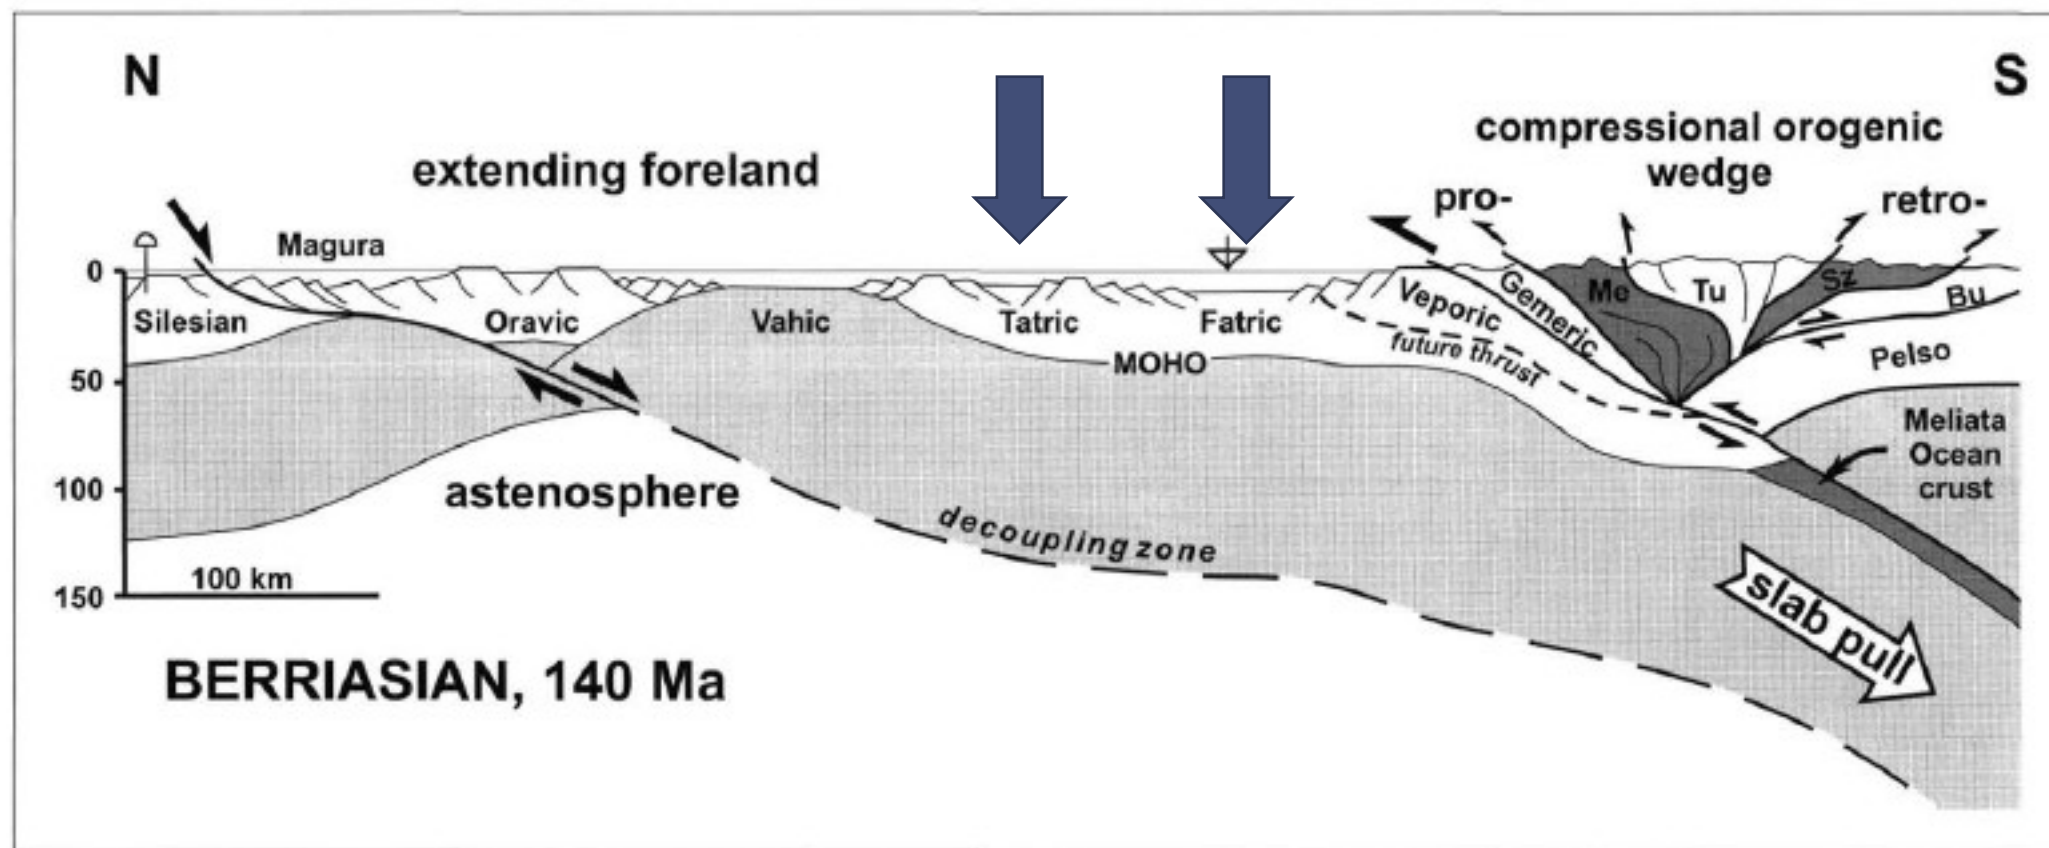 N
S
extending foreland
compressional orogenic
wedge
pro-
retro-
Magura
0
Silesian
Oravic
Vahic
Tatric
Fatric
Veporic
Gemeric
Me
Tu
Sz
Bu
future thrust
MOHO
Pelso
50
Meliata
Ocean
crust
100
astenosphere
decoupling zone
100 km
150
slab pull
BERRIASIAN, 140 Ma